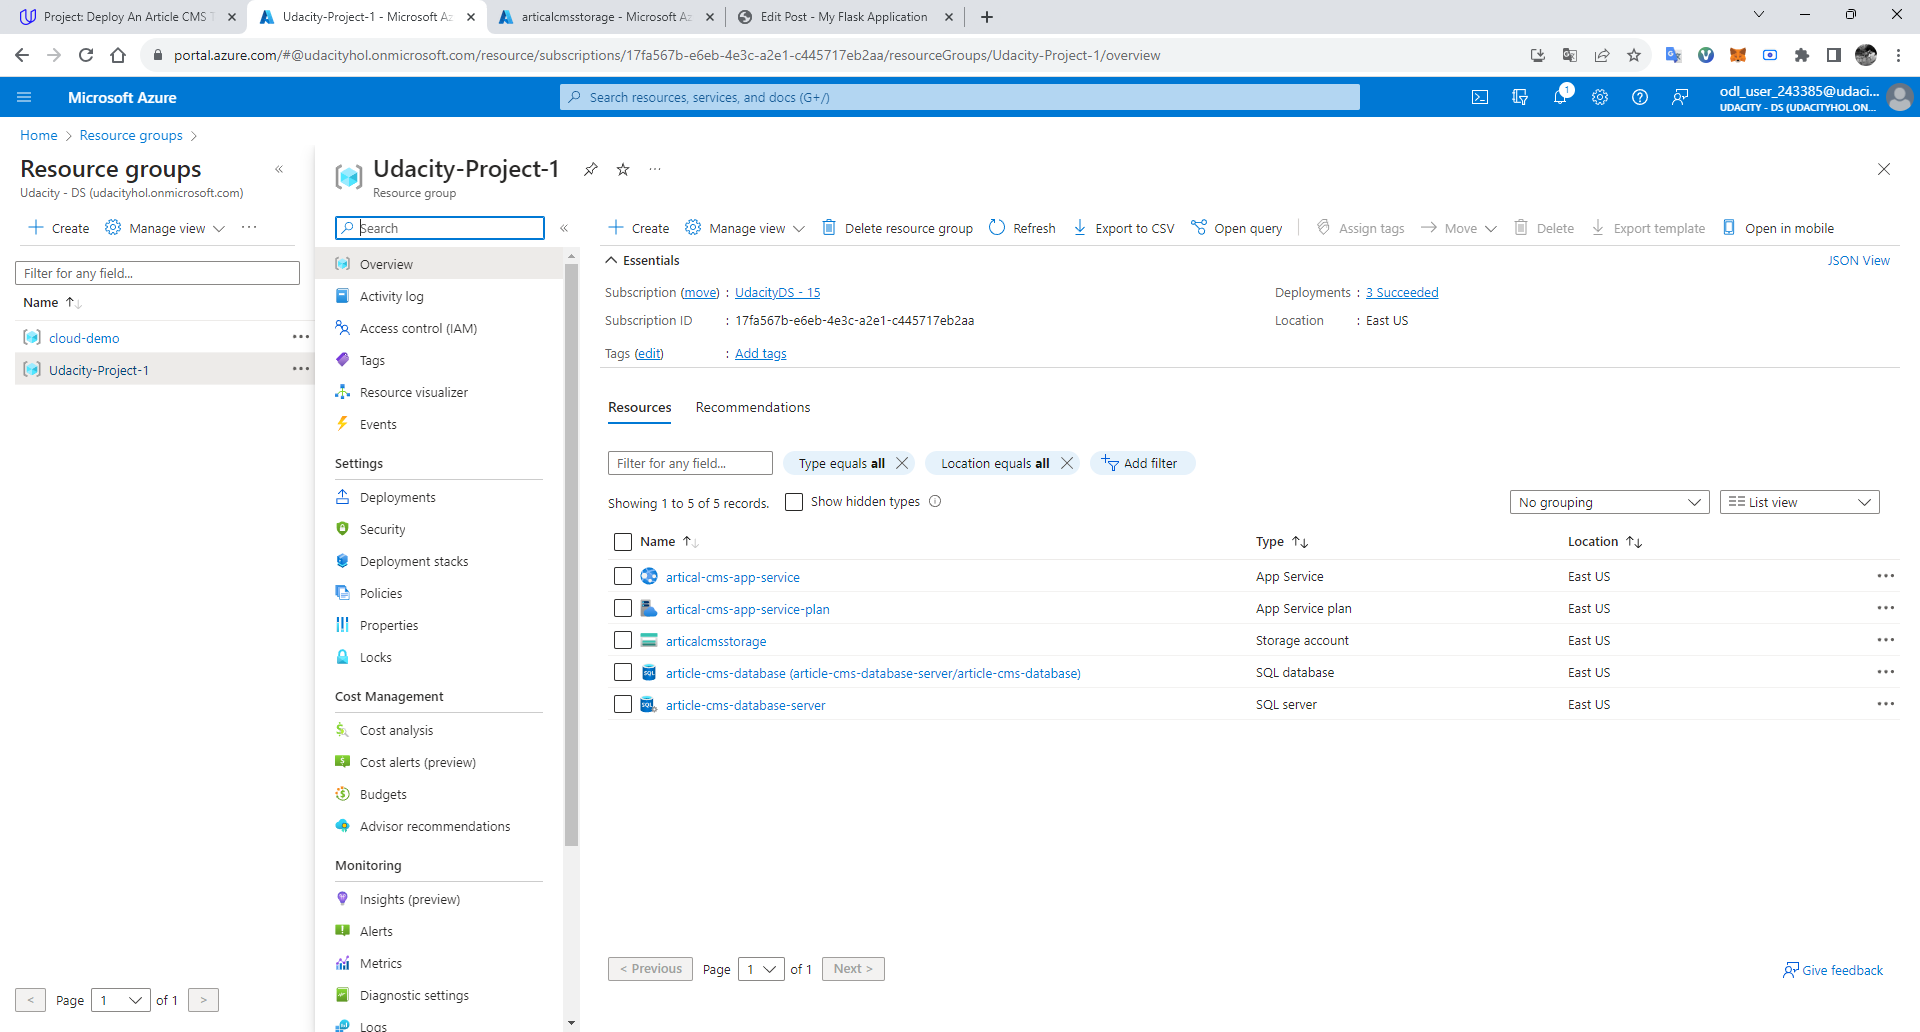 Project: Deploy An Article CMS T
Udacity-Project-1 - Microsoft Az
articalcmsstorage - Microsoft Az
Edit Post - My Flask Application
portal.azure.com/#@udacityhol.onmicrosoft.com/resource/subscriptions/17fa567b-e6eb-4e3c-a2e1-c445717eb2aa/resourceGroups/Udacity-Project-1/overview
Microsoft Azure
Search resources, services, and docs (G+/)
1
odl_user_243385@udaci...
UDACITY - DS (UDACITYHOL.ON...
Home > Resource groups >
Resource groups
Udacity - DS (udacityhol.onmicrosoft.com)
Create
Manage view
Filter for any field...
Name
cloud-demo
Udacity-Project-1
< Page 1 of 1 >
Udacity-Project-1
Resource group
Search
Overview
Activity log
Access control (IAM)
Tags
Resource visualizer
Events
Settings
Deployments
Security
Deployment stacks
Policies
Properties
Locks
Cost Management
Cost analysis
Cost alerts (preview)
Budgets
Advisor recommendations
Monitoring
Insights (preview)
Alerts
Metrics
Diagnostic settings
Logs
Create Manage view Delete resource group Refresh Export to CSV Open query Assign tags Move Delete Export template Open in mobile
Essentials
JSON View
Subscription (move) : UdacityDS - 15
Deployments : 3 Succeeded
Subscription ID : 17fa567b-e6eb-4e3c-a2e1-c445717eb2aa
Location : East US
Tags (edit) : Add tags
Resources Recommendations
Filter for any field... Type equals all Location equals all Add filter
Showing 1 to 5 of 5 records. Show hidden types
No grouping List view
Name Type Location
artical-cms-app-service App Service East US
artical-cms-app-service-plan App Service plan East US
articalcmsstorage Storage account East US
article-cms-database (article-cms-database-server/article-cms-database) SQL database East US
article-cms-database-server SQL server East US
< Previous Page 1 of 1 Next >
Give feedback